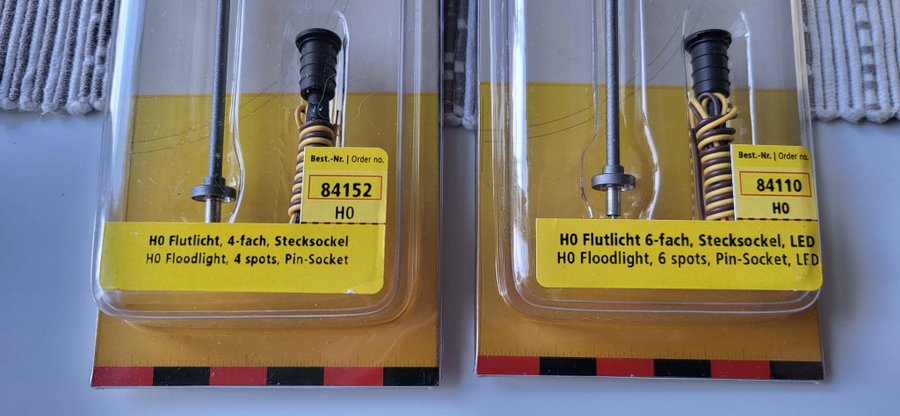 Best.-Nr. | Order no.
84152
H0
H0 Flutlicht, 4-fach, Stecksockel
H0 Floodlight, 4 spots, Pin-Socket
Best.-Nr. | Order no.
84110
H0
H0 Flutlicht 6-fach, Stecksockel, LED
H0 Floodlight, 6 spots, Pin-Socket, LED